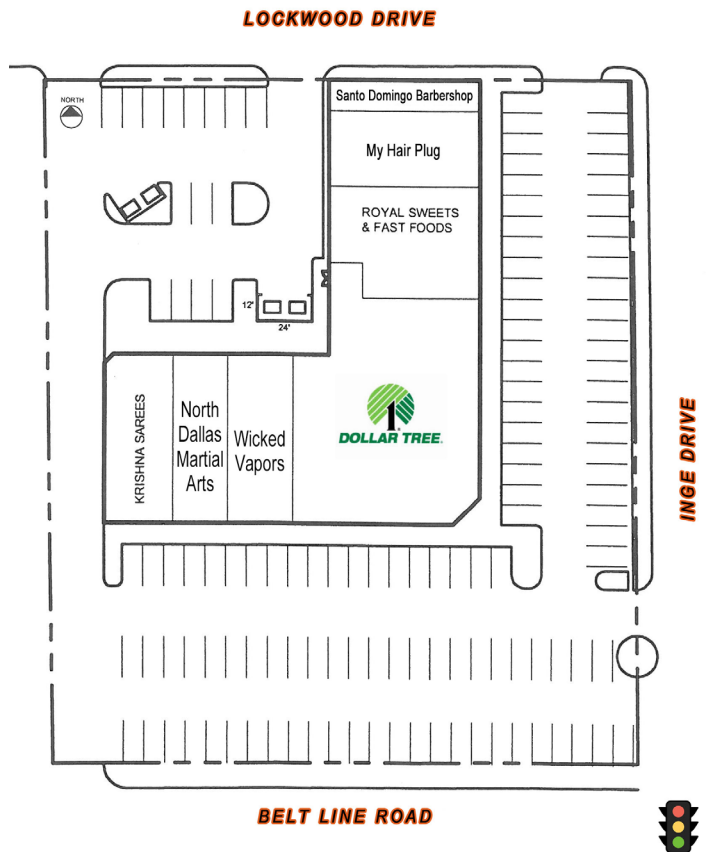 LOCKWOOD DRIVE
NORTH
Santo Domingo Barbershop
My Hair Plug
ROYAL SWEETS
& FAST FOODS
12'
24'
KRISHNA SAREES
North
Dallas
Martial
Arts
Wicked
Vapors
1
DOLLAR TREE.
INGE DRIVE
BELT LINE ROAD